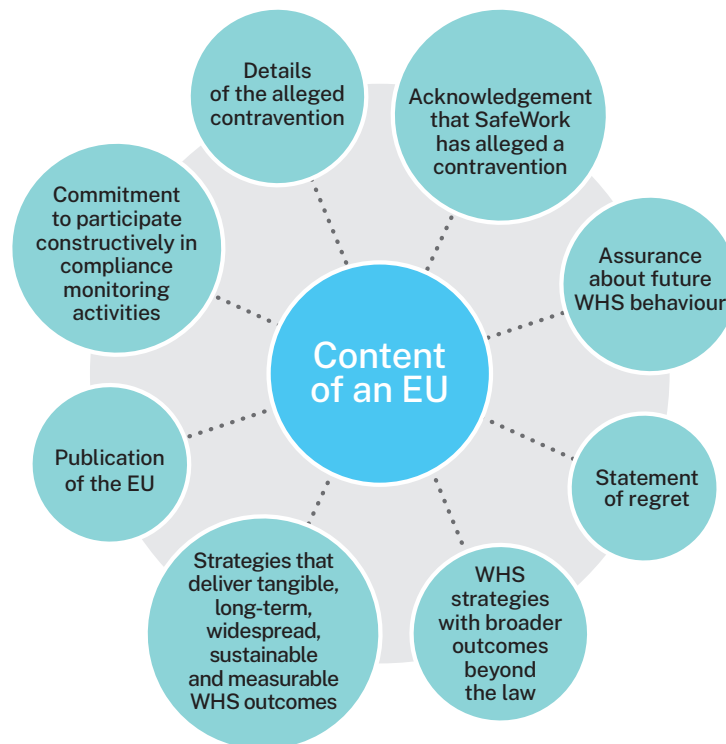 Details
of the alleged
contravention
Acknowledgement
that SafeWork
has alleged a
contravention
Assurance
about future
WHS behaviour
Statement
of regret
WHS
strategies
with broader
outcomes
beyond
the law
Strategies that
deliver tangible,
long-term,
widespread,
sustainable
and measurable
WHS outcomes
Publication
of the EU
Commitment
to participate
constructively in
compliance
monitoring
activities
Content
of an EU